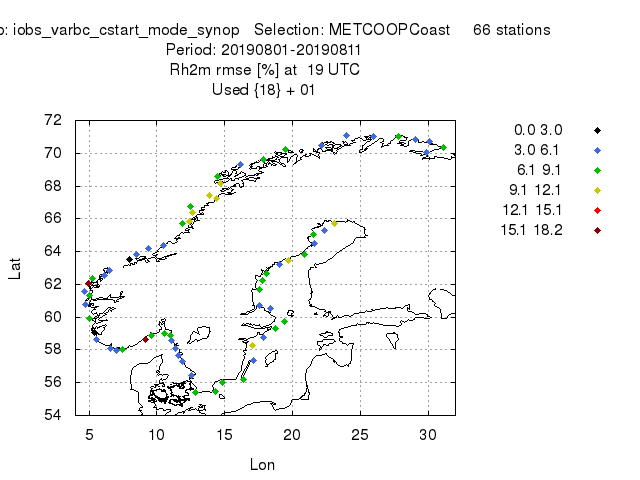 : iobs_varbc_cstart_mode_synop Selection: METCOOPCoast 66 stations
Period: 20190801-20190811
Rh2m rmse [%] at 19 UTC
Used {18} + 01
72
70
68
66
64
62
60
58
56
54
5 10 15 20 25 30
Lat
Lon
0.0 3.0
3.0 6.1
6.1 9.1
9.1 12.1
12.1 15.1
15.1 18.2